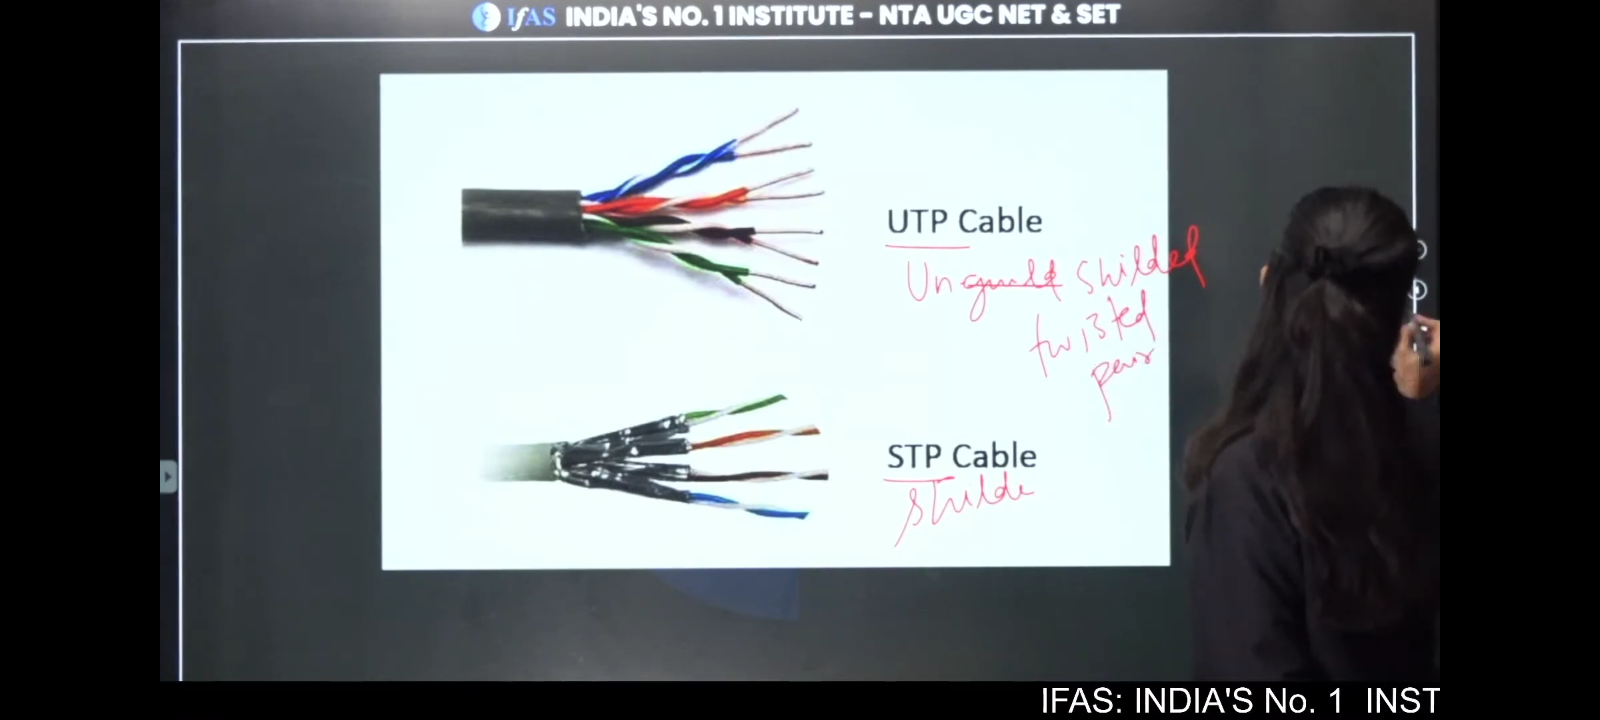 IfAS INDIA'S NO. 1 INSTITUTE - NTA UGC NET & SET
UTP Cable
Un shilded
twisted
pair
STP Cable
shilde
IFAS: INDIA'S No. 1 INST